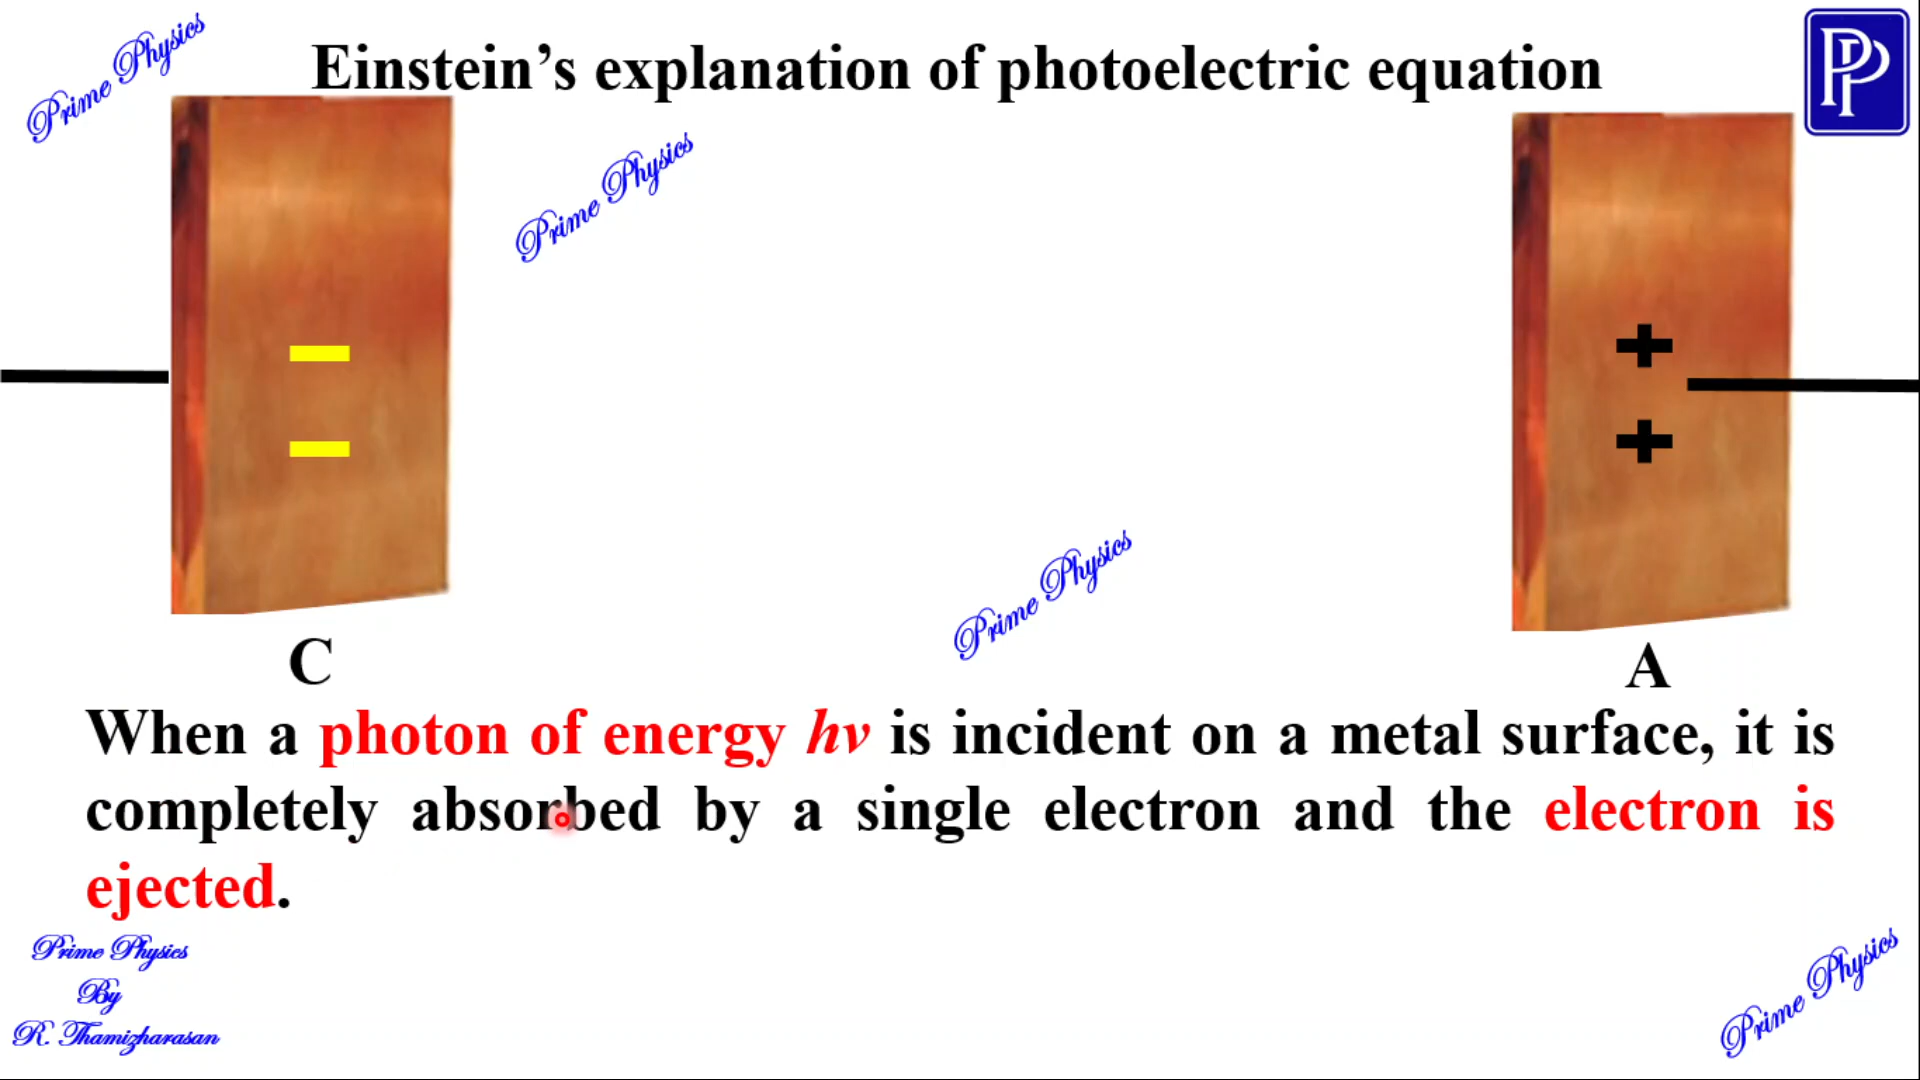 Prime Physics
Einstein’s explanation of photoelectric equation
PP
Prime Physics
Prime Physics
C
A
When a photon of energy hν is incident on a metal surface, it is
completely absorbed by a single electron and the electron is
ejected.
Prime Physics
By
R. Thamizharasan
Prime Physics